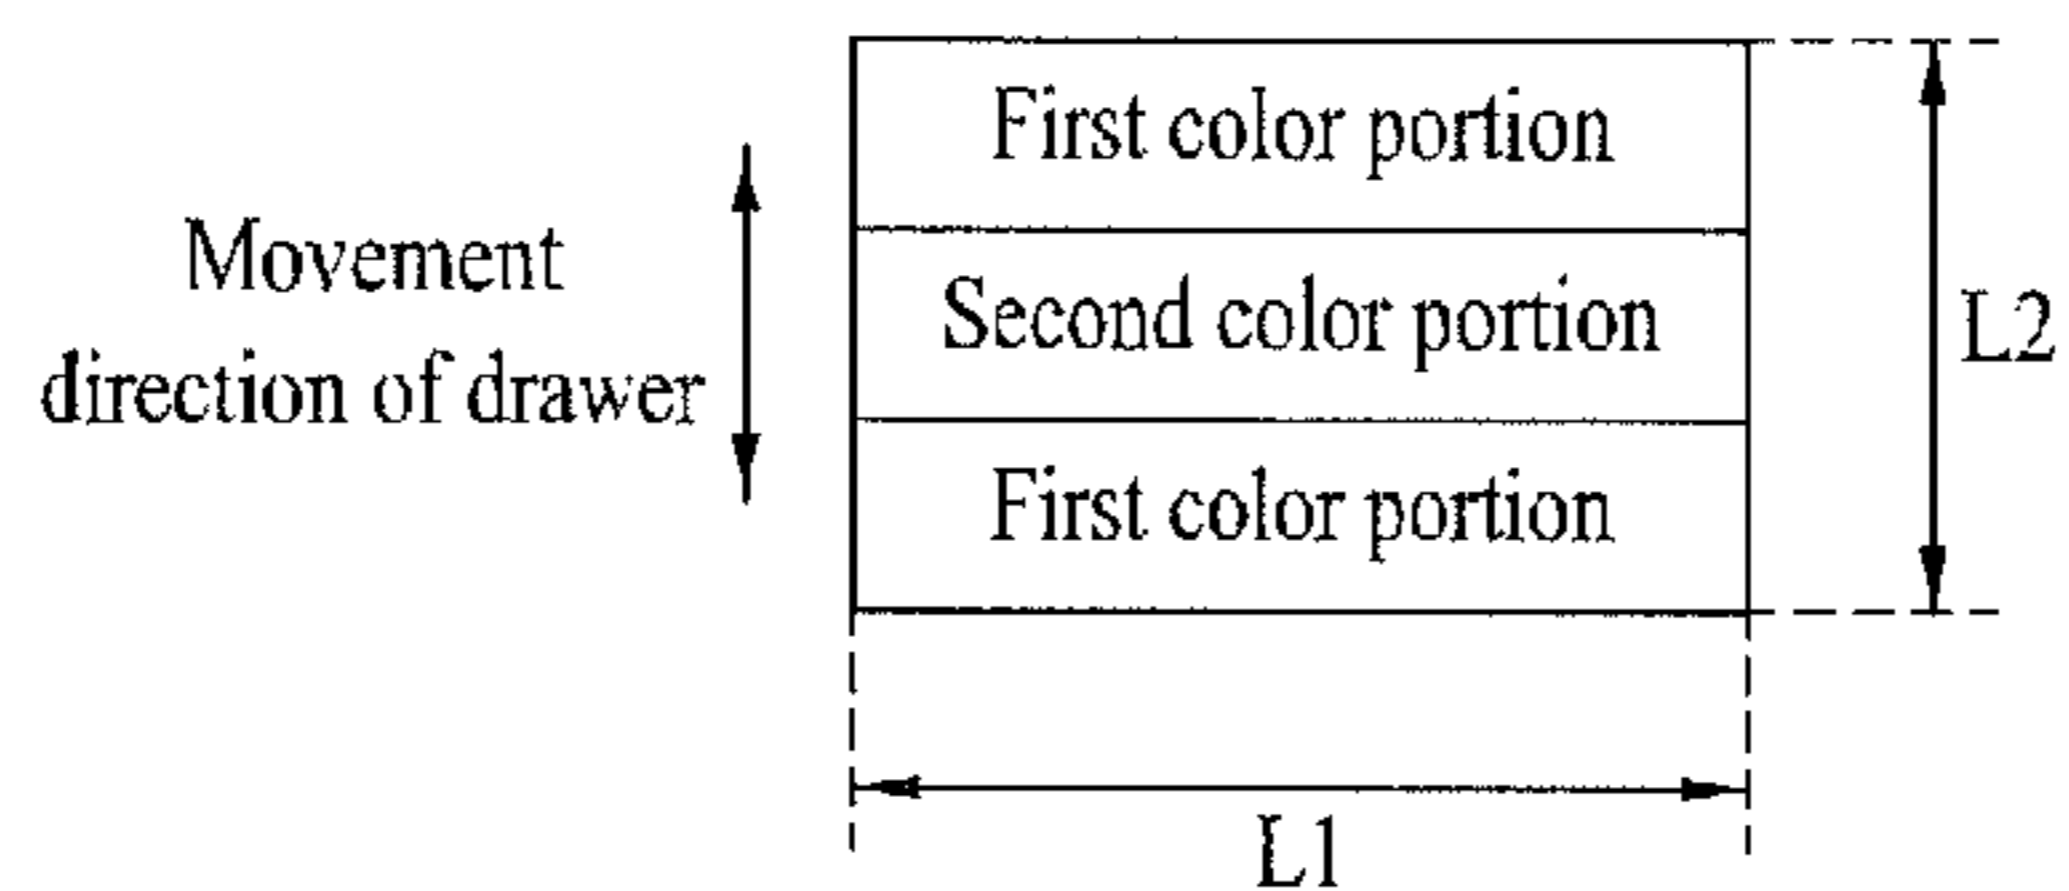 First color portion
Movement
direction of drawer
Second color portion
L2
First color portion
L1